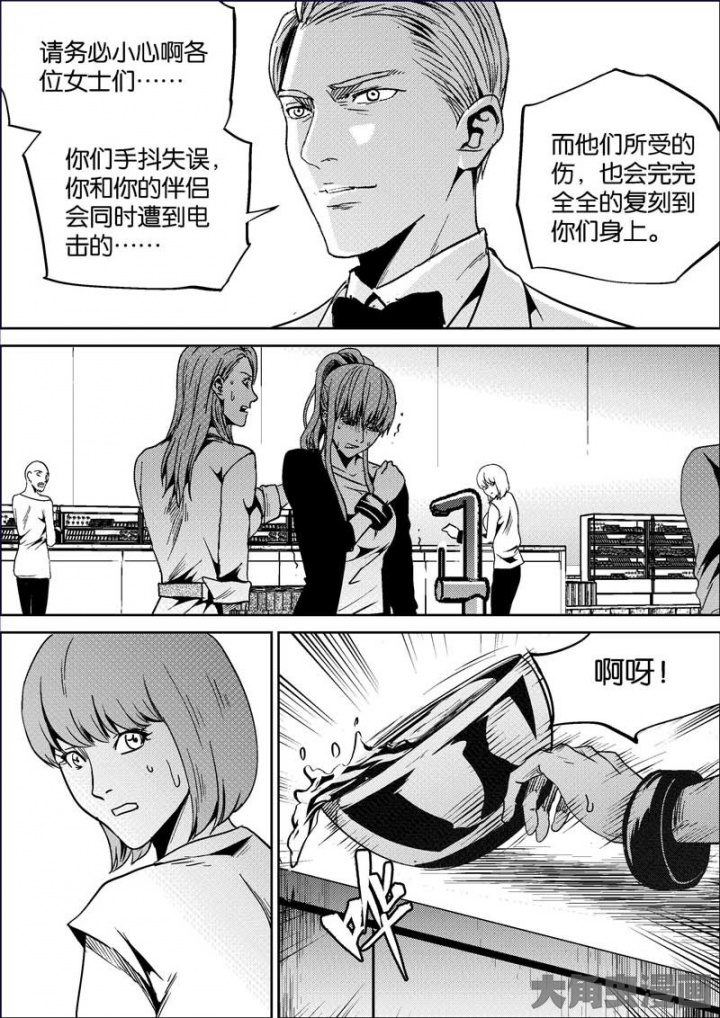 请务必小心啊各
位女士们……
你们手抖失误，
你和你的伴侣
会同时遭到电
击的……
而他们所受的
伤，也会完完
全全的复刻到
你们身上。
啊呀！
大角虫漫画